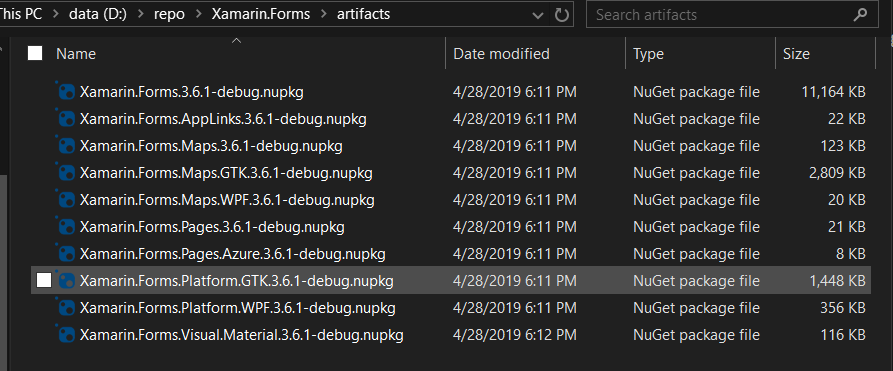 This PC > data (D:) > repo > Xamarin.Forms > artifacts
Search artifacts
Name Date modified Type Size
Xamarin.Forms.3.6.1-debug.nupkg 4/28/2019 6:11 PM NuGet package file 11,164 KB
Xamarin.Forms.AppLinks.3.6.1-debug.nupkg 4/28/2019 6:11 PM NuGet package file 22 KB
Xamarin.Forms.Maps.3.6.1-debug.nupkg 4/28/2019 6:11 PM NuGet package file 123 KB
Xamarin.Forms.Maps.GTK.3.6.1-debug.nupkg 4/28/2019 6:11 PM NuGet package file 2,809 KB
Xamarin.Forms.Maps.WPF.3.6.1-debug.nupkg 4/28/2019 6:11 PM NuGet package file 20 KB
Xamarin.Forms.Pages.3.6.1-debug.nupkg 4/28/2019 6:11 PM NuGet package file 21 KB
Xamarin.Forms.Pages.Azure.3.6.1-debug.nupkg 4/28/2019 6:11 PM NuGet package file 8 KB
Xamarin.Forms.Platform.GTK.3.6.1-debug.nupkg 4/28/2019 6:11 PM NuGet package file 1,448 KB
Xamarin.Forms.Platform.WPF.3.6.1-debug.nupkg 4/28/2019 6:11 PM NuGet package file 356 KB
Xamarin.Forms.Visual.Material.3.6.1-debug.nupkg 4/28/2019 6:12 PM NuGet package file 116 KB